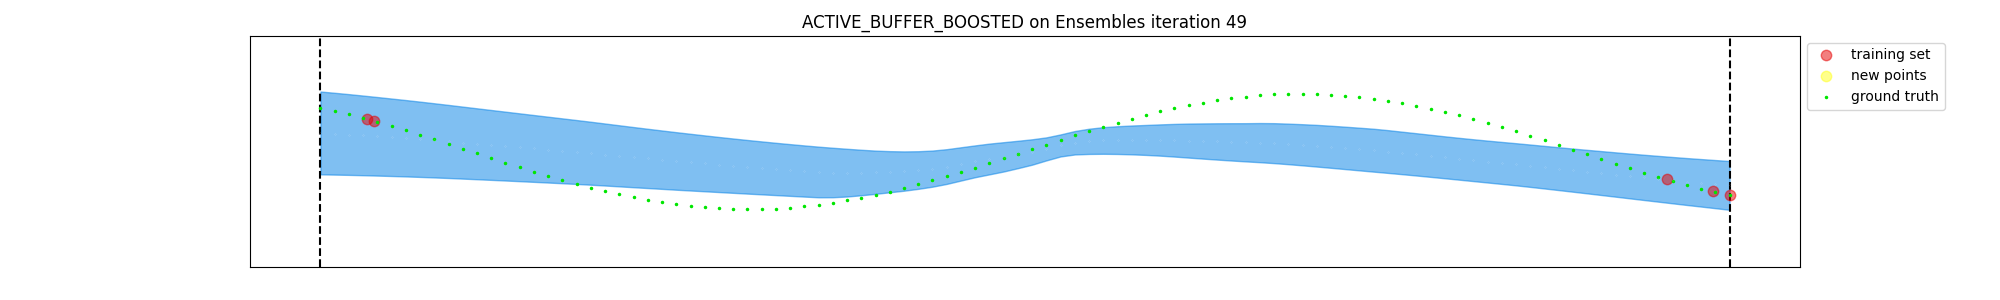 ACTIVE_BUFFER_BOOSTED on Ensembles iteration 49
training set
new points
ground truth